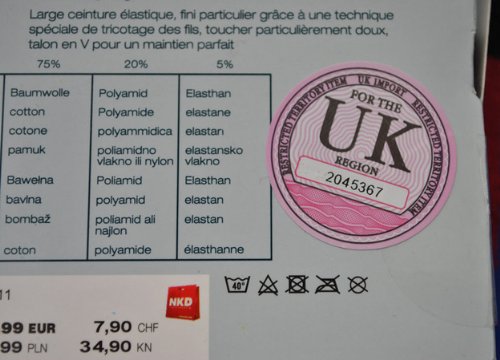 Large ceinture élastique, fini particulier grâce à une technique
spéciale de tricotage des fils, toucher particulièrement doux,
talon en V pour un maintien parfait
75% 20% 5%
Baumwolle Polyamid Elasthan
cotton Polyamide elastane
cotone polyammidica elastan
pamuk poliamidno vlakno ili nylon elastansko vlakno
Bawełna Poliamid Elasthan
bavlna polyamid elastan
bombaž poliamid ali najlon elastan
coton polyamide élasthanne
RESTRICTED TERRITORY ITEM UK IMPORT RESTRICTED TERRITORY ITEM
FOR THE
UK
REGION
2045367
40°
11
NKD
99 EUR 7,90 CHF
99 PLN 34,90 KN